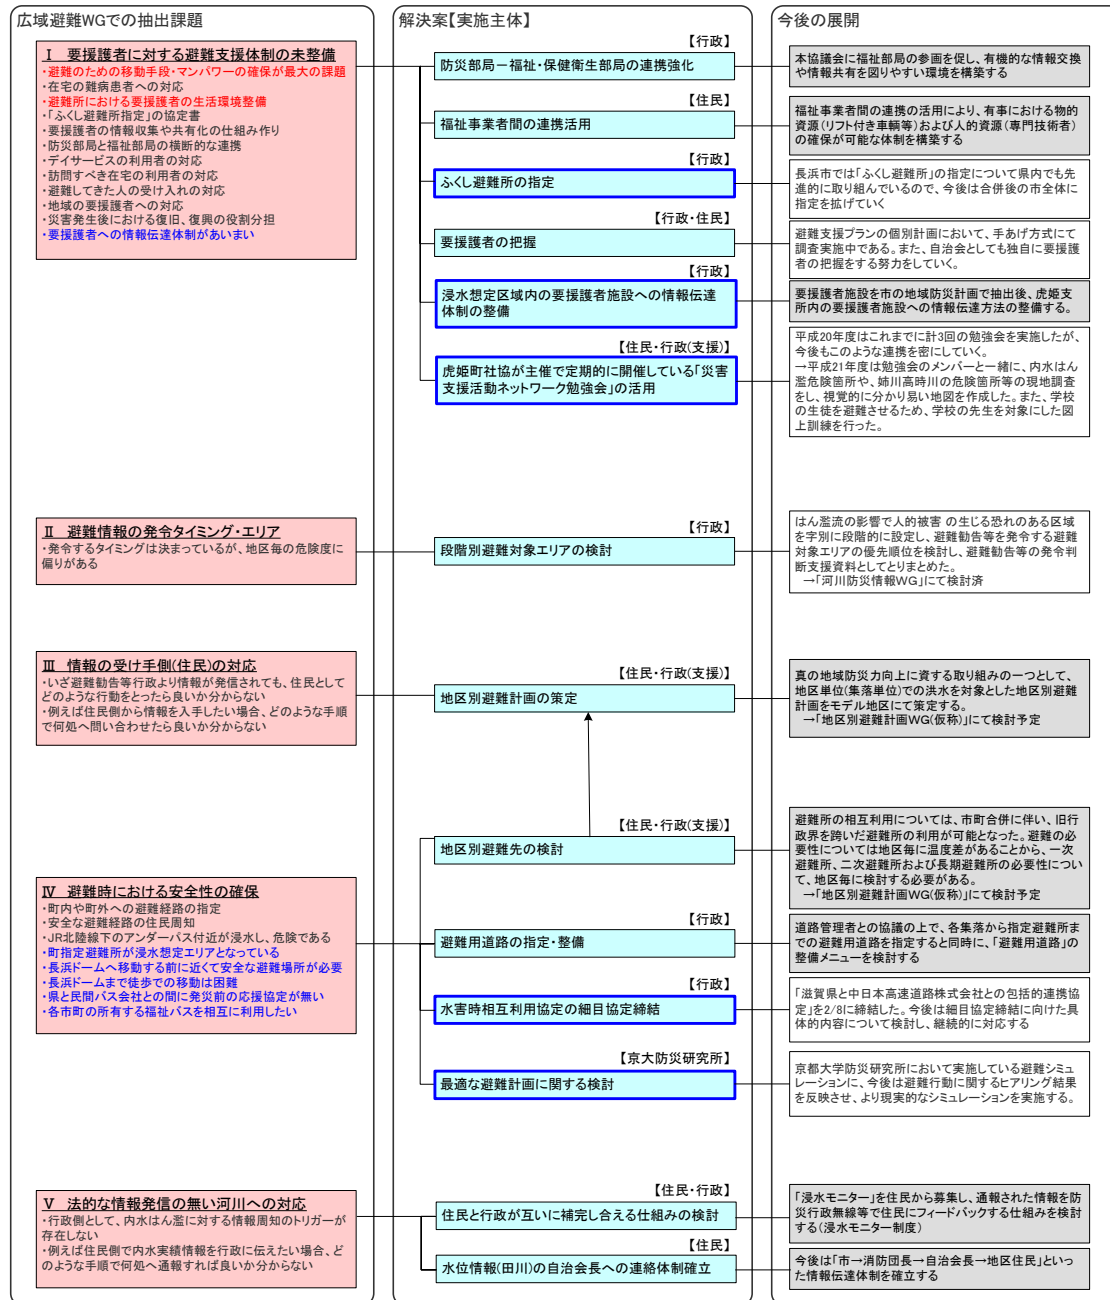 広域避難WGでの抽出課題
Ⅰ 要援護者に対する避難支援体制の未整備
・避難のための移動手段・マンパワーの確保が最大の課題
・在宅の難病患者への対応
・避難所における要援護者の生活環境整備
・「ふくし避難所指定」の協定書
・要援護者の情報収集や共有化の仕組み作り
・防災部局と福祉部局の横断的な連携
・デイサービスの利用者の対応
・訪問すべき在宅の利用者の対応
・避難してきた人の受け入れの対応
・地域の要援護者への対応
・災害発生後における復旧、復興の役割分担
・要援護者への情報伝達体制があいまい
Ⅱ 避難情報の発令タイミング・エリア
・発令するタイミングは決まっているが、地区毎の危険度に
偏りがある
Ⅲ 情報の受け手側(住民)の対応
・いざ避難勧告等行政より情報が発信されても、住民として
どのような行動をとったら良いか分からない
・例えば住民側から情報を入手したい場合、どのような手順
で何処へ問い合わせたら良いか分からない
Ⅳ 避難時における安全性の確保
・町内や町外への避難経路の指定
・安全な避難経路の住民周知
・JR北陸線下のアンダーパス付近が浸水し、危険である
・町指定避難所が浸水想定エリアとなっている
・長浜ドームへ移動する前に近くて安全な避難場所が必要
・長浜ドームまで徒歩での移動は困難
・県と民間バス会社との間に発災前の応援協定が無い
・各市町の所有する福祉バスを相互に利用したい
Ⅴ 法的な情報発信の無い河川への対応
・行政側として、内水はん濫に対する情報周知のトリガーが
存在しない
・例えば住民側で内水実績情報を行政に伝えたい場合、ど
のような手順で何処へ通報すれば良いか分からない
解決案【実施主体】
【行政】
防災部局－福祉・保健衛生部局の連携強化
【住民】
福祉事業者間の連携活用
【行政】
ふくし避難所の指定
【行政・住民】
要援護者の把握
【行政】
浸水想定区域内の要援護者施設への情報伝達
体制の整備
【住民・行政(支援)】
虎姫町社協が主催で定期的に開催している「災害
支援活動ネットワーク勉強会」の活用
【行政】
段階別避難対象エリアの検討
【住民・行政(支援)】
地区別避難計画の策定
【住民・行政(支援)】
地区別避難先の検討
【行政】
避難用道路の指定・整備
【行政】
水害時相互利用協定の細目協定締結
【京大防災研究所】
最適な避難計画に関する検討
【住民・行政】
住民と行政が互いに補完し合える仕組みの検討
【住民】
水位情報(田川)の自治会長への連絡体制確立
今後の展開
本協議会に福祉部局の参画を促し、有機的な情報交換
や情報共有を図りやすい環境を構築する
福祉事業者間の連携の活用により、有事における物的
資源(リフト付き車輌等)および人的資源(専門技術者)
の確保が可能な体制を構築する
長浜市では「ふくし避難所」の指定について県内でも先
進的に取り組んでいるので、今後は合併後の市全体に
指定を拡げていく
避難支援プランの個別計画において、手あげ方式にて
調査実施中である。また、自治会としても独自に要援護
者の把握をする努力をしていく。
要援護者施設を市の地域防災計画で抽出後、虎姫支
所内の要援護者施設への情報伝達方法の整備する。
平成20年度はこれまでに計3回の勉強会を実施したが、
今後もこのような連携を密にしていく。
→平成21年度は勉強会のメンバーと一緒に、内水はん
濫危険箇所や、姉川高時川の危険箇所等の現地調査
をし、視覚的に分かり易い地図を作成した。また、学校
の生徒を避難させるため、学校の先生を対象にした図
上訓練を行った。
はん濫流の影響で人的被害 の生じる恐れのある区域
を字別に段階的に設定し、避難勧告等を発令する避難
対象エリアの優先順位を検討し、避難勧告等の発令判
断支援資料としてとりまとめた。
→「河川防災情報WG」にて検討済
真の地域防災力向上に資する取り組みの一つとして、
地区単位(集落単位)での洪水を対象とした地区別避難
計画をモデル地区にて策定する。
→「地区別避難計画WG(仮称)」にて検討予定
避難所の相互利用については、市町合併に伴い、旧行
政界を跨いだ避難所の利用が可能となった。避難の必
要性については地区毎に温度差があることから、一次
避難所、二次避難所および長期避難所の必要性につい
て、地区毎に検討する必要がある。
→「地区別避難計画WG(仮称)」にて検討予定
道路管理者との協議の上で、各集落から指定避難所ま
での避難用道路を指定すると同時に、「避難用道路」の
整備メニューを検討する
「滋賀県と中日本高速道路株式会社との包括的連携協
定」を2/8に締結した。今後は細目協定締結に向けた具
体的内容について検討し、継続的に対応する
京都大学防災研究所において実施している避難シミュ
レーションに、今後は避難行動に関するヒアリング結果
を反映させ、より現実的なシミュレーションを実施する。
「浸水モニター」を住民から募集し、通報された情報を防
災行政無線等で住民にフィードバックする仕組みを検討
する(浸水モニター制度)
今後は「市→消防団長→自治会長→地区住民」といっ
た情報伝達体制を確立する